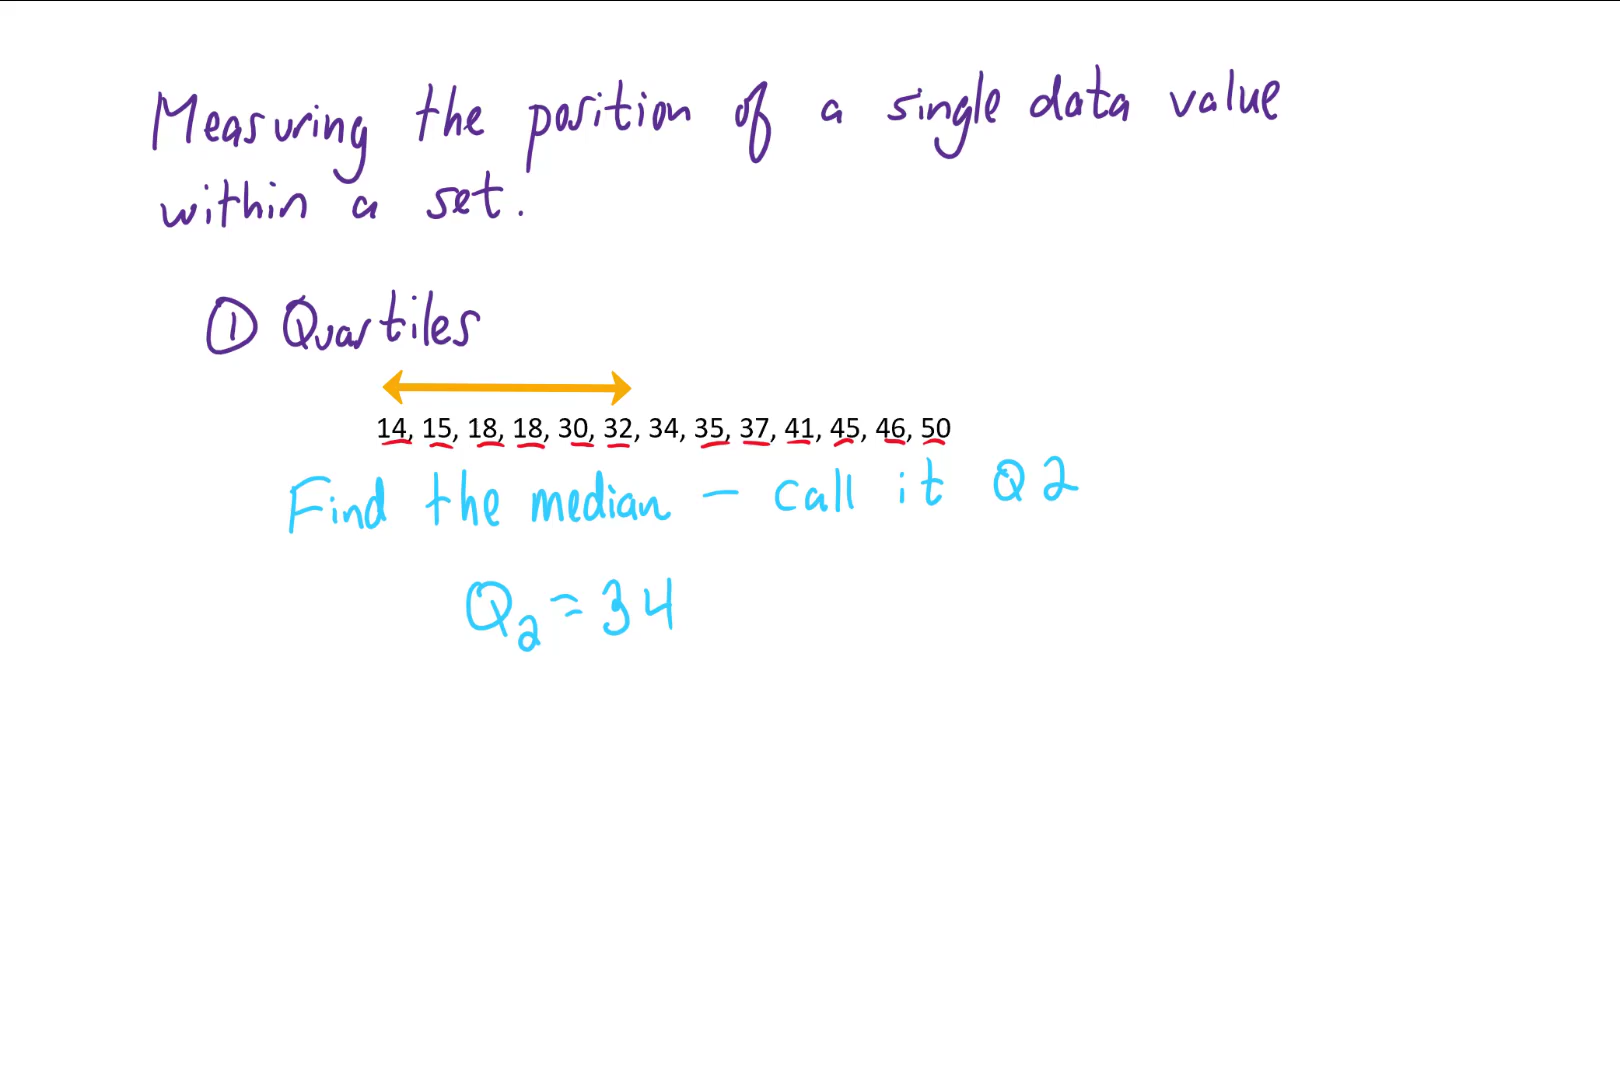 Measuring the position of a single data value
within a set.
① Quartiles
14, 15, 18, 18, 30, 32, 34, 35, 37, 41, 45, 46, 50
Find the median – call it Q2
Q₂ = 34